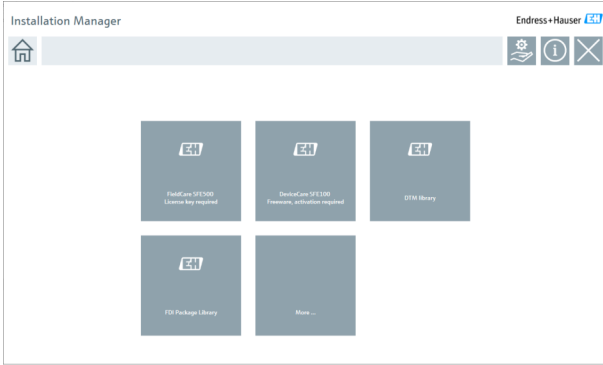 Installation Manager
Endress+Hauser
FieldCare SFE500
License key required
DeviceCare SFE100
Freeware, activation required
DTM library
FDI Package Library
More ...